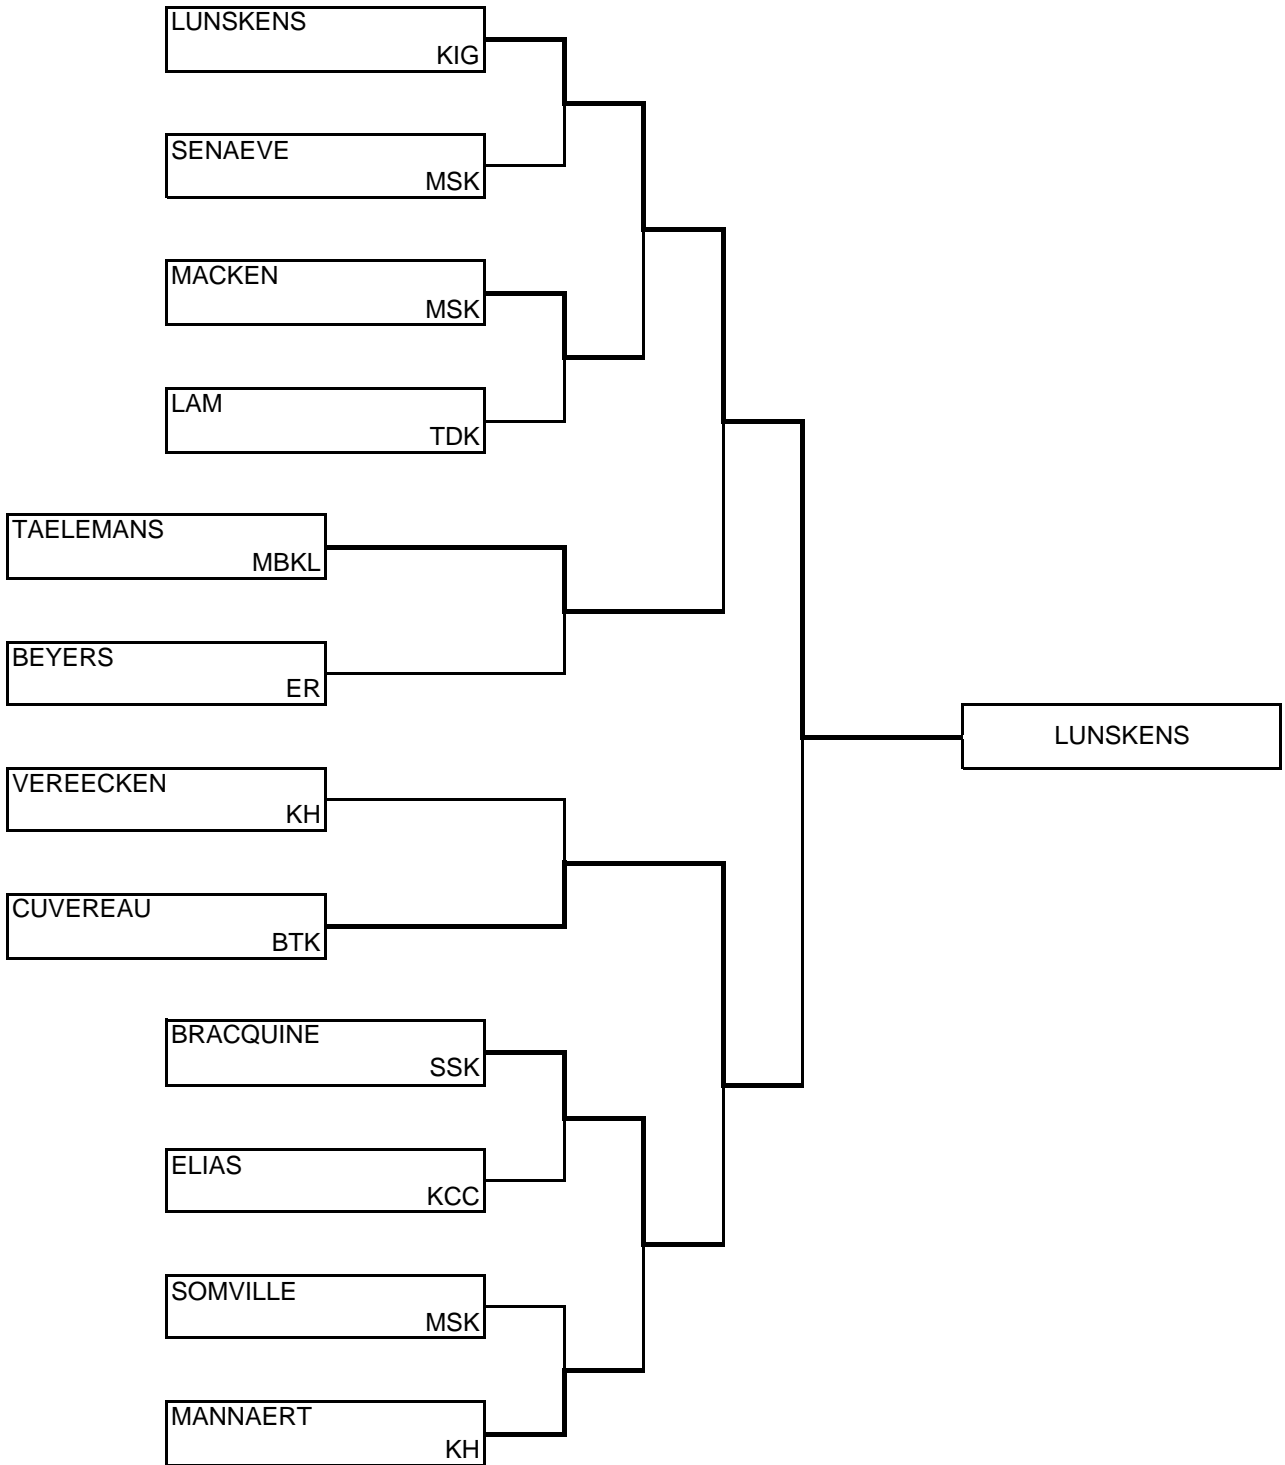 LUNSKENS
KIG
SENAEVE
MSK
MACKEN
MSK
LAM
TDK
TAELEMANS
MBKL
BEYERS
ER
LUNSKENS
VEREECKEN
KH
CUVEREAU
BTK
BRACQUINE
SSK
ELIAS
KCC
SOMVILLE
MSK
MANNAERT
KH